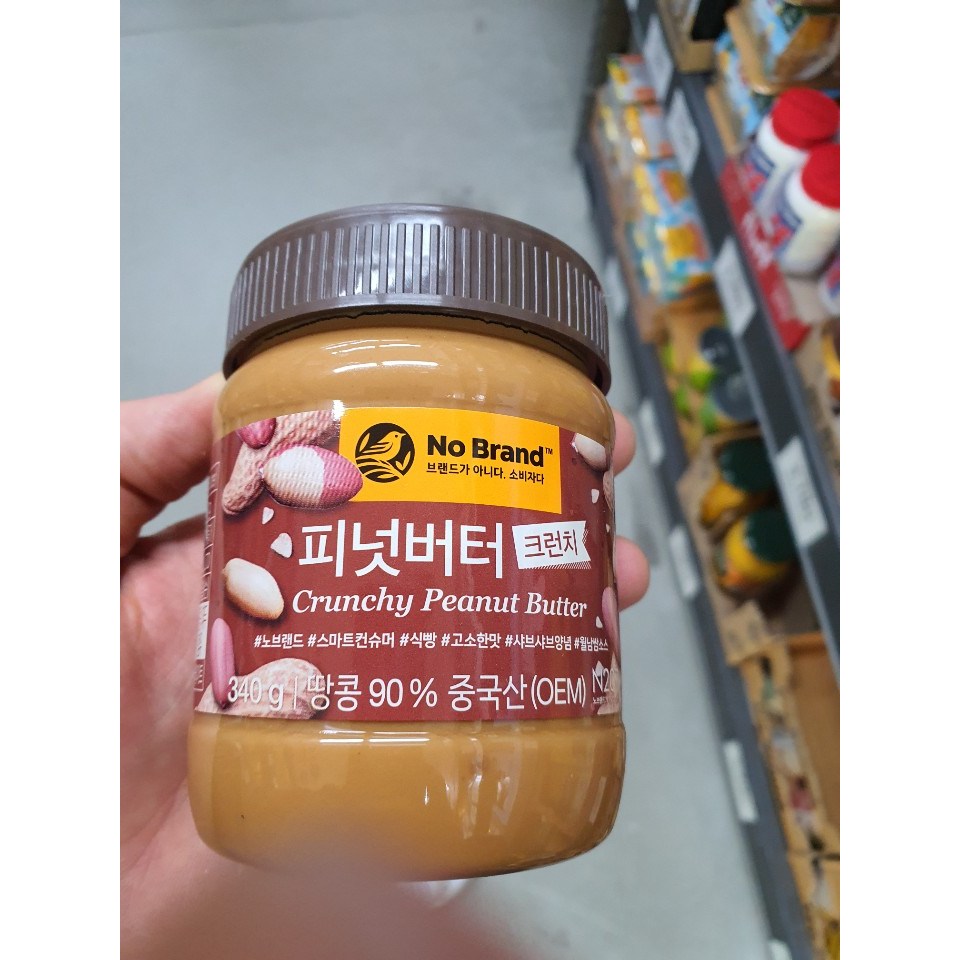 No Brand™
브랜드가 아니다. 소비자다
피넛버터 크런치
Crunchy Peanut Butter
#노브랜드 #스마트컨슈머 #식빵 #고소한맛 #샤브샤브양념 #월남쌈소스
340 g | 땅콩 90 % 중국산 (OEM)